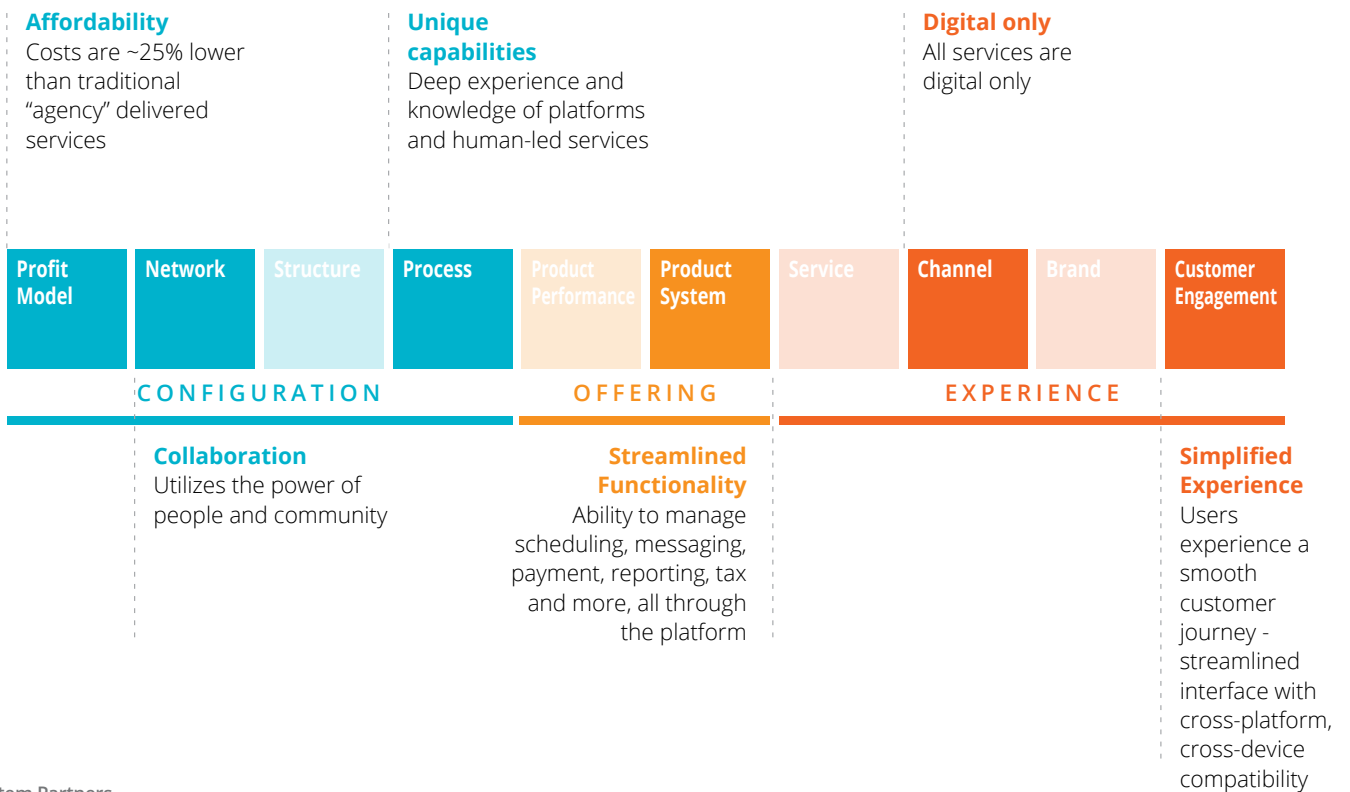 Affordability
Costs are ~25% lower
than traditional
“agency” delivered
services
Unique
capabilities
Deep experience and
knowledge of platforms
and human-led services
Digital only
All services are
digital only
Profit
Model
Network
Structure
Process
Product
Performance
Product
System
Service
Channel
Brand
Customer
Engagement
CONFIGURATION
OFFERING
EXPERIENCE
Collaboration
Utilizes the power of
people and community
Streamlined
Functionality
Ability to manage
scheduling, messaging,
payment, reporting, tax
and more, all through
the platform
Simplified
Experience
Users
experience a
smooth
customer
journey -
streamlined
interface with
cross-platform,
cross-device
compatibility